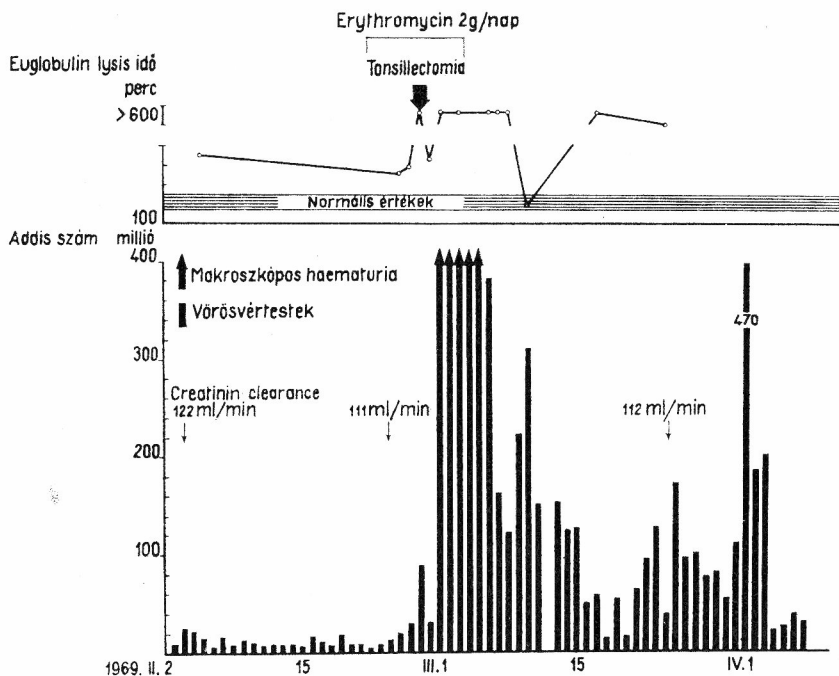 Erythromycin 2g/nap
Tonsillectomia
Euglobulin lysis idő
perc
>600
Normális értékek
100
Addis szám millió
400
Makroszkópos haematuria
Vörösvértestek
470
300
Creatinin clearance
122 ml/min
111 ml/min
112 ml/min
200
100
1969. II. 2
15
III.1
15
IV.1